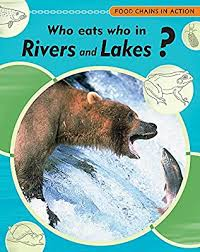 FOOD CHAINS IN ACTION
Who eats who in
Rivers and Lakes ?